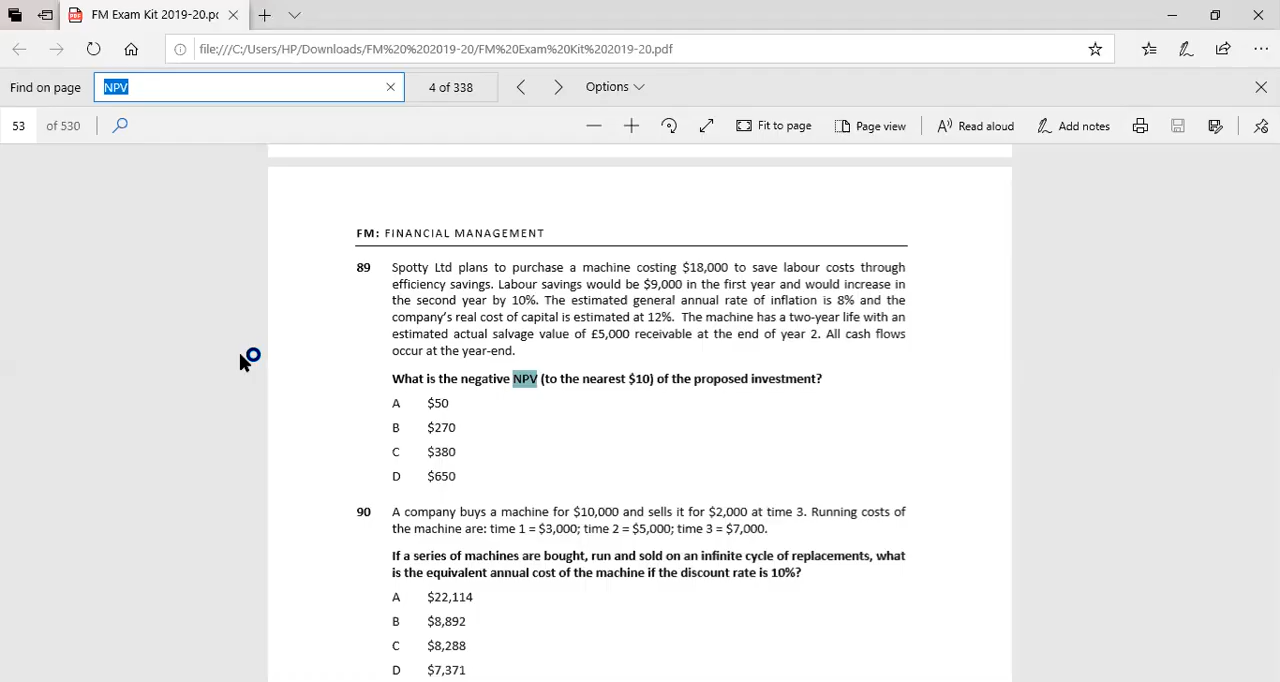 FM Exam Kit 2019-20.pc
file:///C:/Users/HP/Downloads/FM%20%202019-20/FM%20Exam%20Kit%202019-20.pdf
Find on page
NPV
4 of 338
Options
53 of 530
Fit to page
Page view
Read aloud
Add notes
FM: FINANCIAL MANAGEMENT
89 Spotty Ltd plans to purchase a machine costing $18,000 to save labour costs through
efficiency savings. Labour savings would be $9,000 in the first year and would increase in
the second year by 10%. The estimated general annual rate of inflation is 8% and the
company's real cost of capital is estimated at 12%. The machine has a two-year life with an
estimated actual salvage value of £5,000 receivable at the end of year 2. All cash flows
occur at the year-end.
What is the negative NPV (to the nearest $10) of the proposed investment?
A $50
B $270
C $380
D $650
90 A company buys a machine for $10,000 and sells it for $2,000 at time 3. Running costs of
the machine are: time 1 = $3,000; time 2 = $5,000; time 3 = $7,000.
If a series of machines are bought, run and sold on an infinite cycle of replacements, what
is the equivalent annual cost of the machine if the discount rate is 10%?
A $22,114
B $8,892
C $8,288
D $7,371